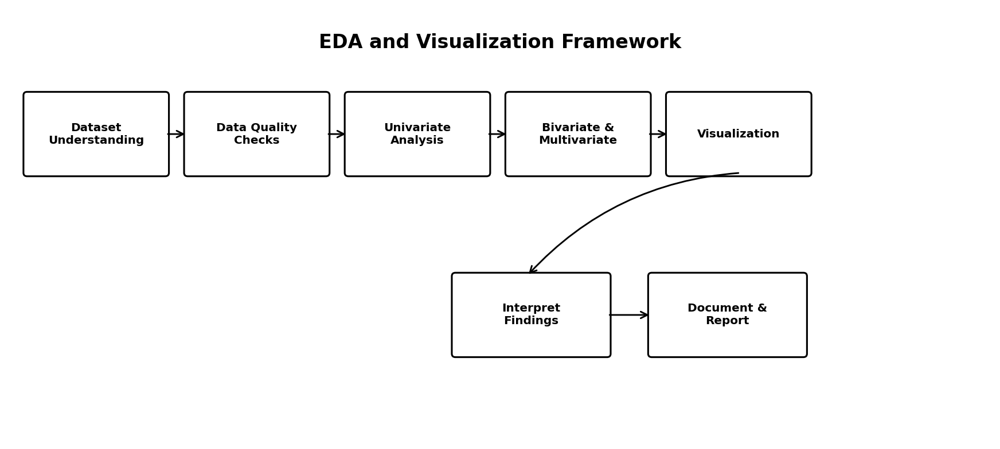 EDA and Visualization Framework
Dataset
Understanding
Data Quality
Checks
Univariate
Analysis
Bivariate &
Multivariate
Visualization
Interpret
Findings
Document &
Report